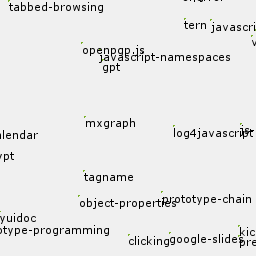 tabbed-browsing
tern
javascri
openpgp.js
javascript-namespaces
gpt
mxgraph
log4javascript
js-
alendar
ypt
tagname
prototype-chain
object-properties
yuidoc
otype-programming
clicking
google-slides
kic
pre